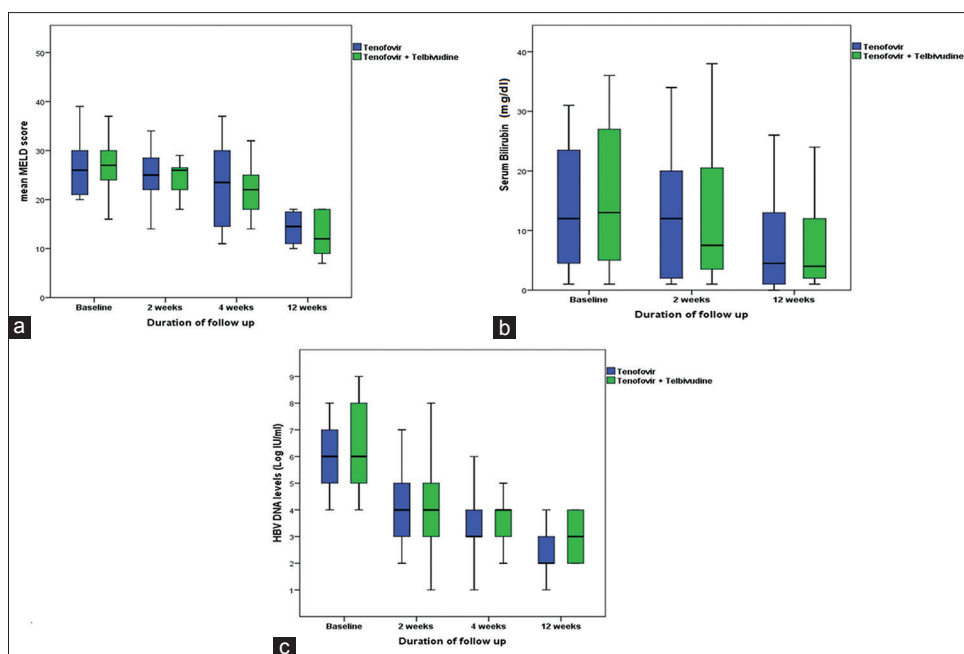 50
40
30
20
10
0
mean MELD score
Baseline 2 weeks 4 weeks 12 weeks
Duration of follow up
Tenofovir
Tenofovir + Telbivudine
a
40
30
20
10
0
Serum Bilirubin (mg/dl)
Baseline 2 weeks 12 weeks
Duration of follow up
Tenofovir
Tenofovir + Telbivudine
b
9
8
7
6
5
4
3
2
1
HBV DNA levels (Log IU/ml)
Baseline 2 weeks 4 weeks 12 weeks
Duration of follow up
Tenofovir
Tenofovir + Telbivudine
c